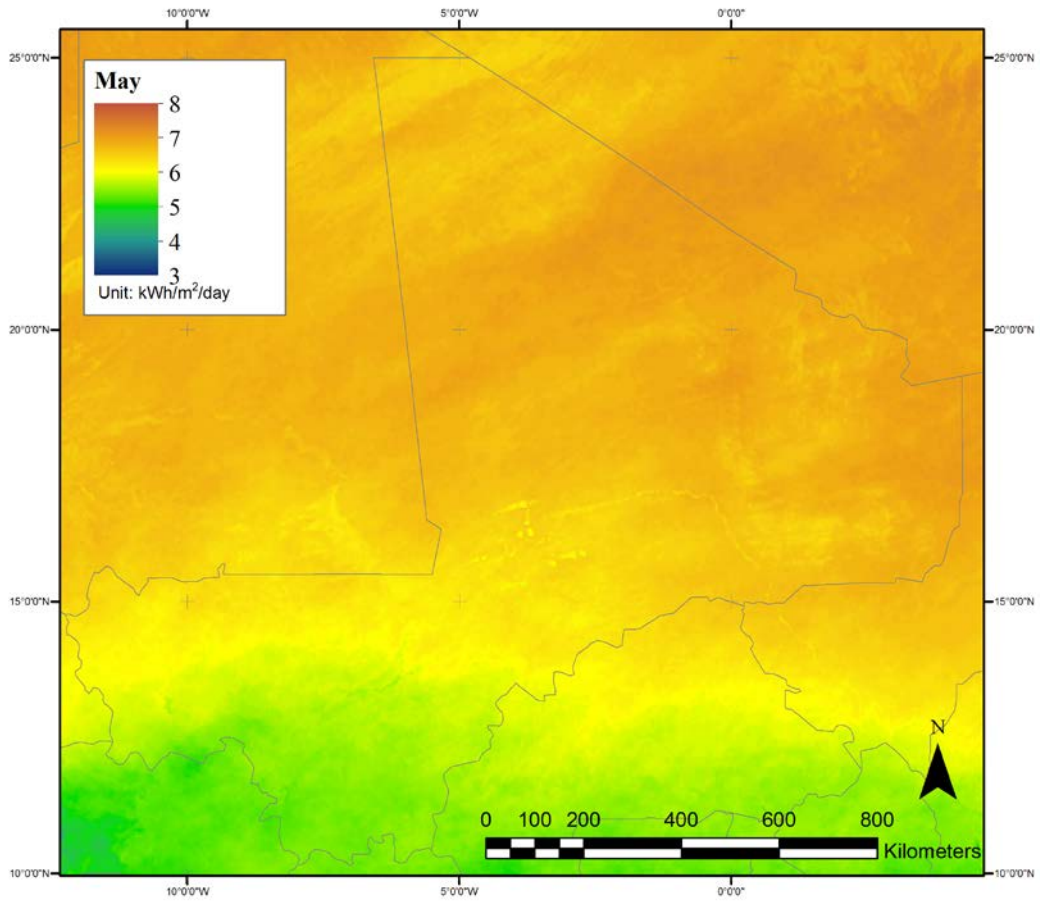 10°0'0"W 5°0'0"W 0°0'0"
25°0'0"N 25°0'0"N
May
8
7
6
5
4
3
Unit: kWh/m²/day
20°0'0"N 20°0'0"N
15°0'0"N 15°0'0"N
N
0 100 200 400 600 800
Kilometers
10°0'0"N 10°0'0"N
10°0'0"W 5°0'0"W 0°0'0"